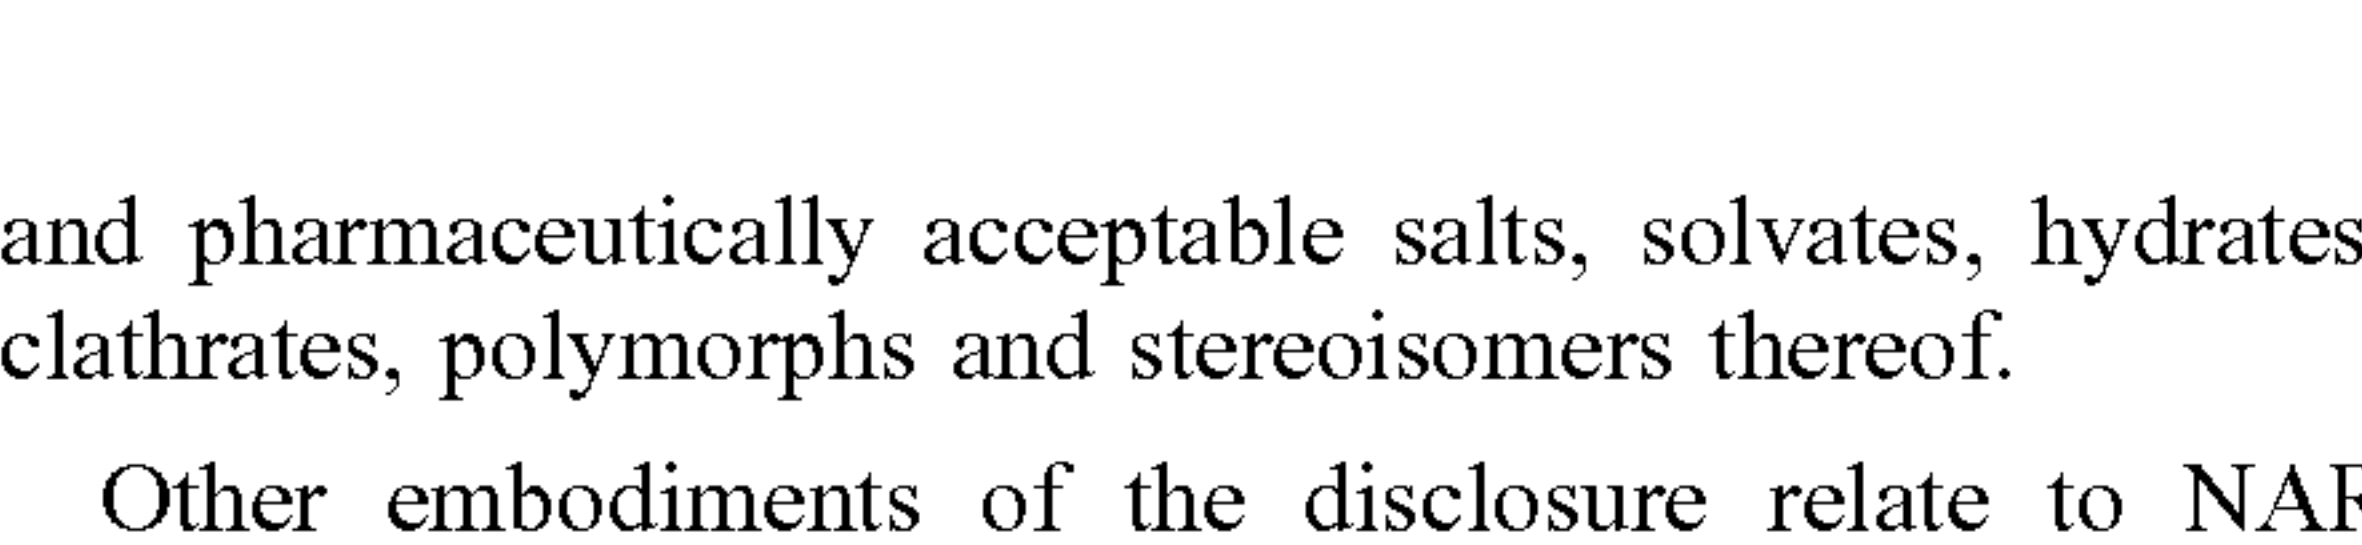 and pharmaceutically acceptable salts, solvates, hydrates
clathrates, polymorphs and stereoisomers thereof.
Other embodiments of the disclosure relate to